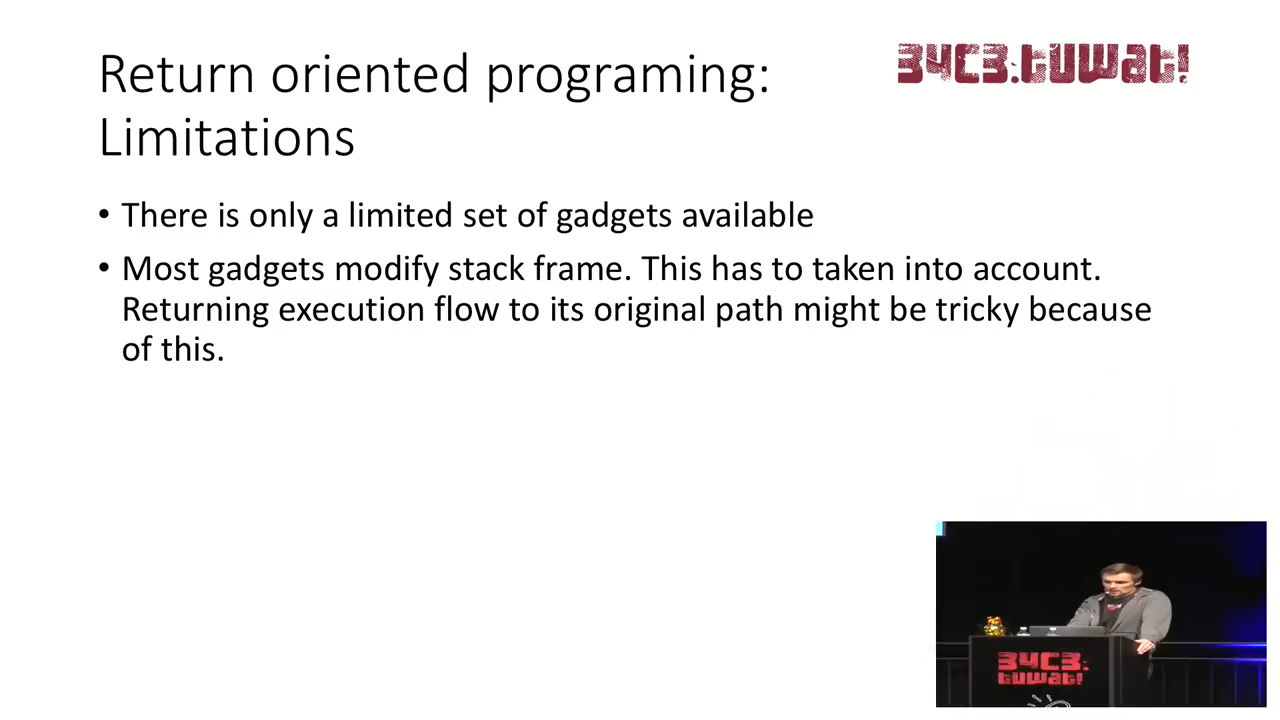 Return oriented programing:
Limitations
34C3.tuwat!
• There is only a limited set of gadgets available
• Most gadgets modify stack frame. This has to taken into account.
Returning execution flow to its original path might be tricky because
of this.
34C3.
tuwat!